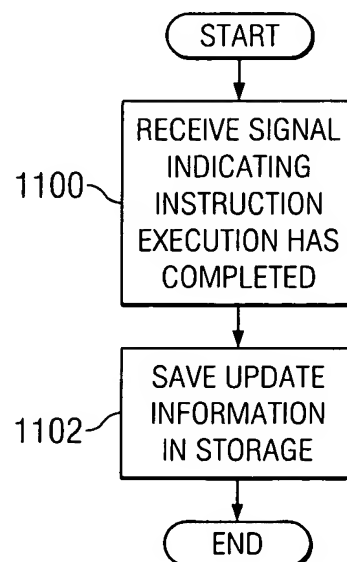 START
1100
RECEIVE SIGNAL
INDICATING
INSTRUCTION
EXECUTION HAS
COMPLETED
1102
SAVE UPDATE
INFORMATION
IN STORAGE
END